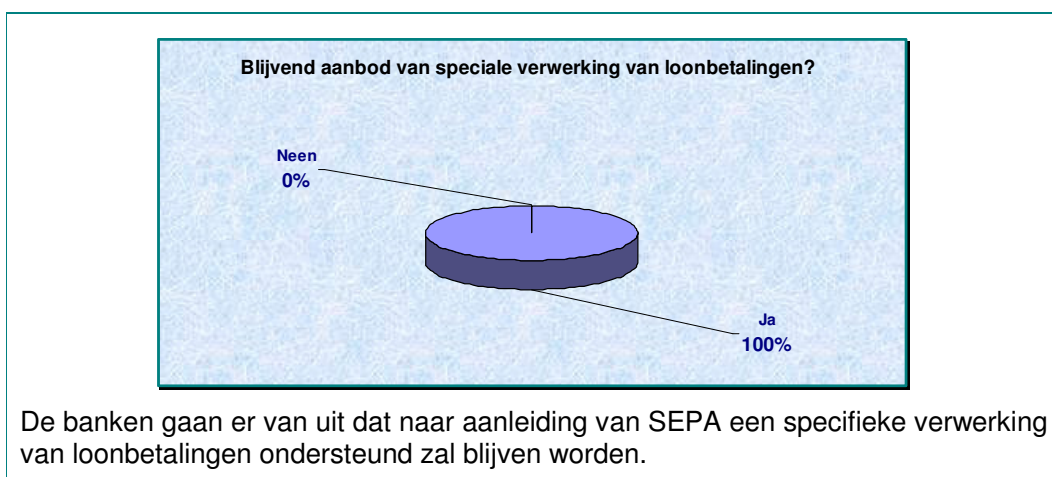 Blijvend aanbod van speciale verwerking van loonbetalingen?
Neen
0%
Ja
100%
De banken gaan er van uit dat naar aanleiding van SEPA een specifieke verwerking
van loonbetalingen ondersteund zal blijven worden.